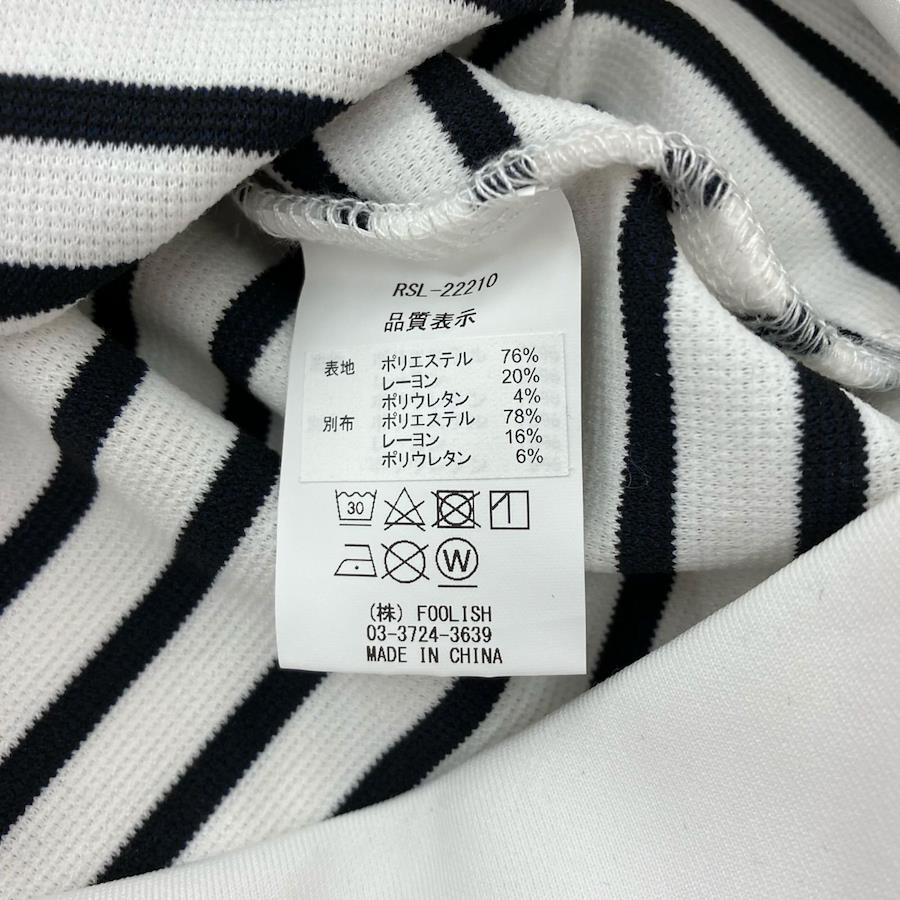 RSL-22210
品質表示
表地 ポリエステル 76%
レーヨン 20%
ポリウレタン 4%
別布 ポリエステル 78%
レーヨン 16%
ポリウレタン 6%
30
W
(株) FOOLISH
03-3724-3639
MADE IN CHINA